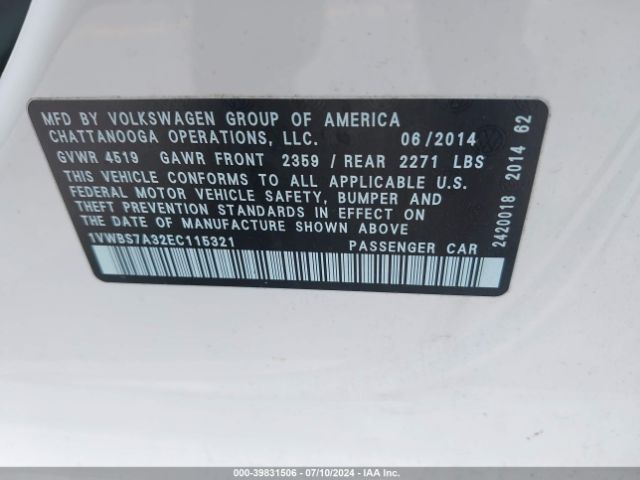 MFD BY VOLKSWAGEN GROUP OF AMERICA
CHATTANOOGA OPERATIONS, LLC. 06/2014
GVWR 4519 GAWR FRONT 2359 / REAR 2271 LBS
THIS VEHICLE CONFORMS TO ALL APPLICABLE U.S.
FEDERAL MOTOR VEHICLE SAFETY, BUMPER AND
THEFT PREVENTION STANDARDS IN EFFECT ON
THE DATE OF MANUFACTURE SHOWN ABOVE
1VWBS7A32EC115321 PASSENGER CAR
2420018 2014 62
000-39831506 / 07/10/2024 - IAA Inc.